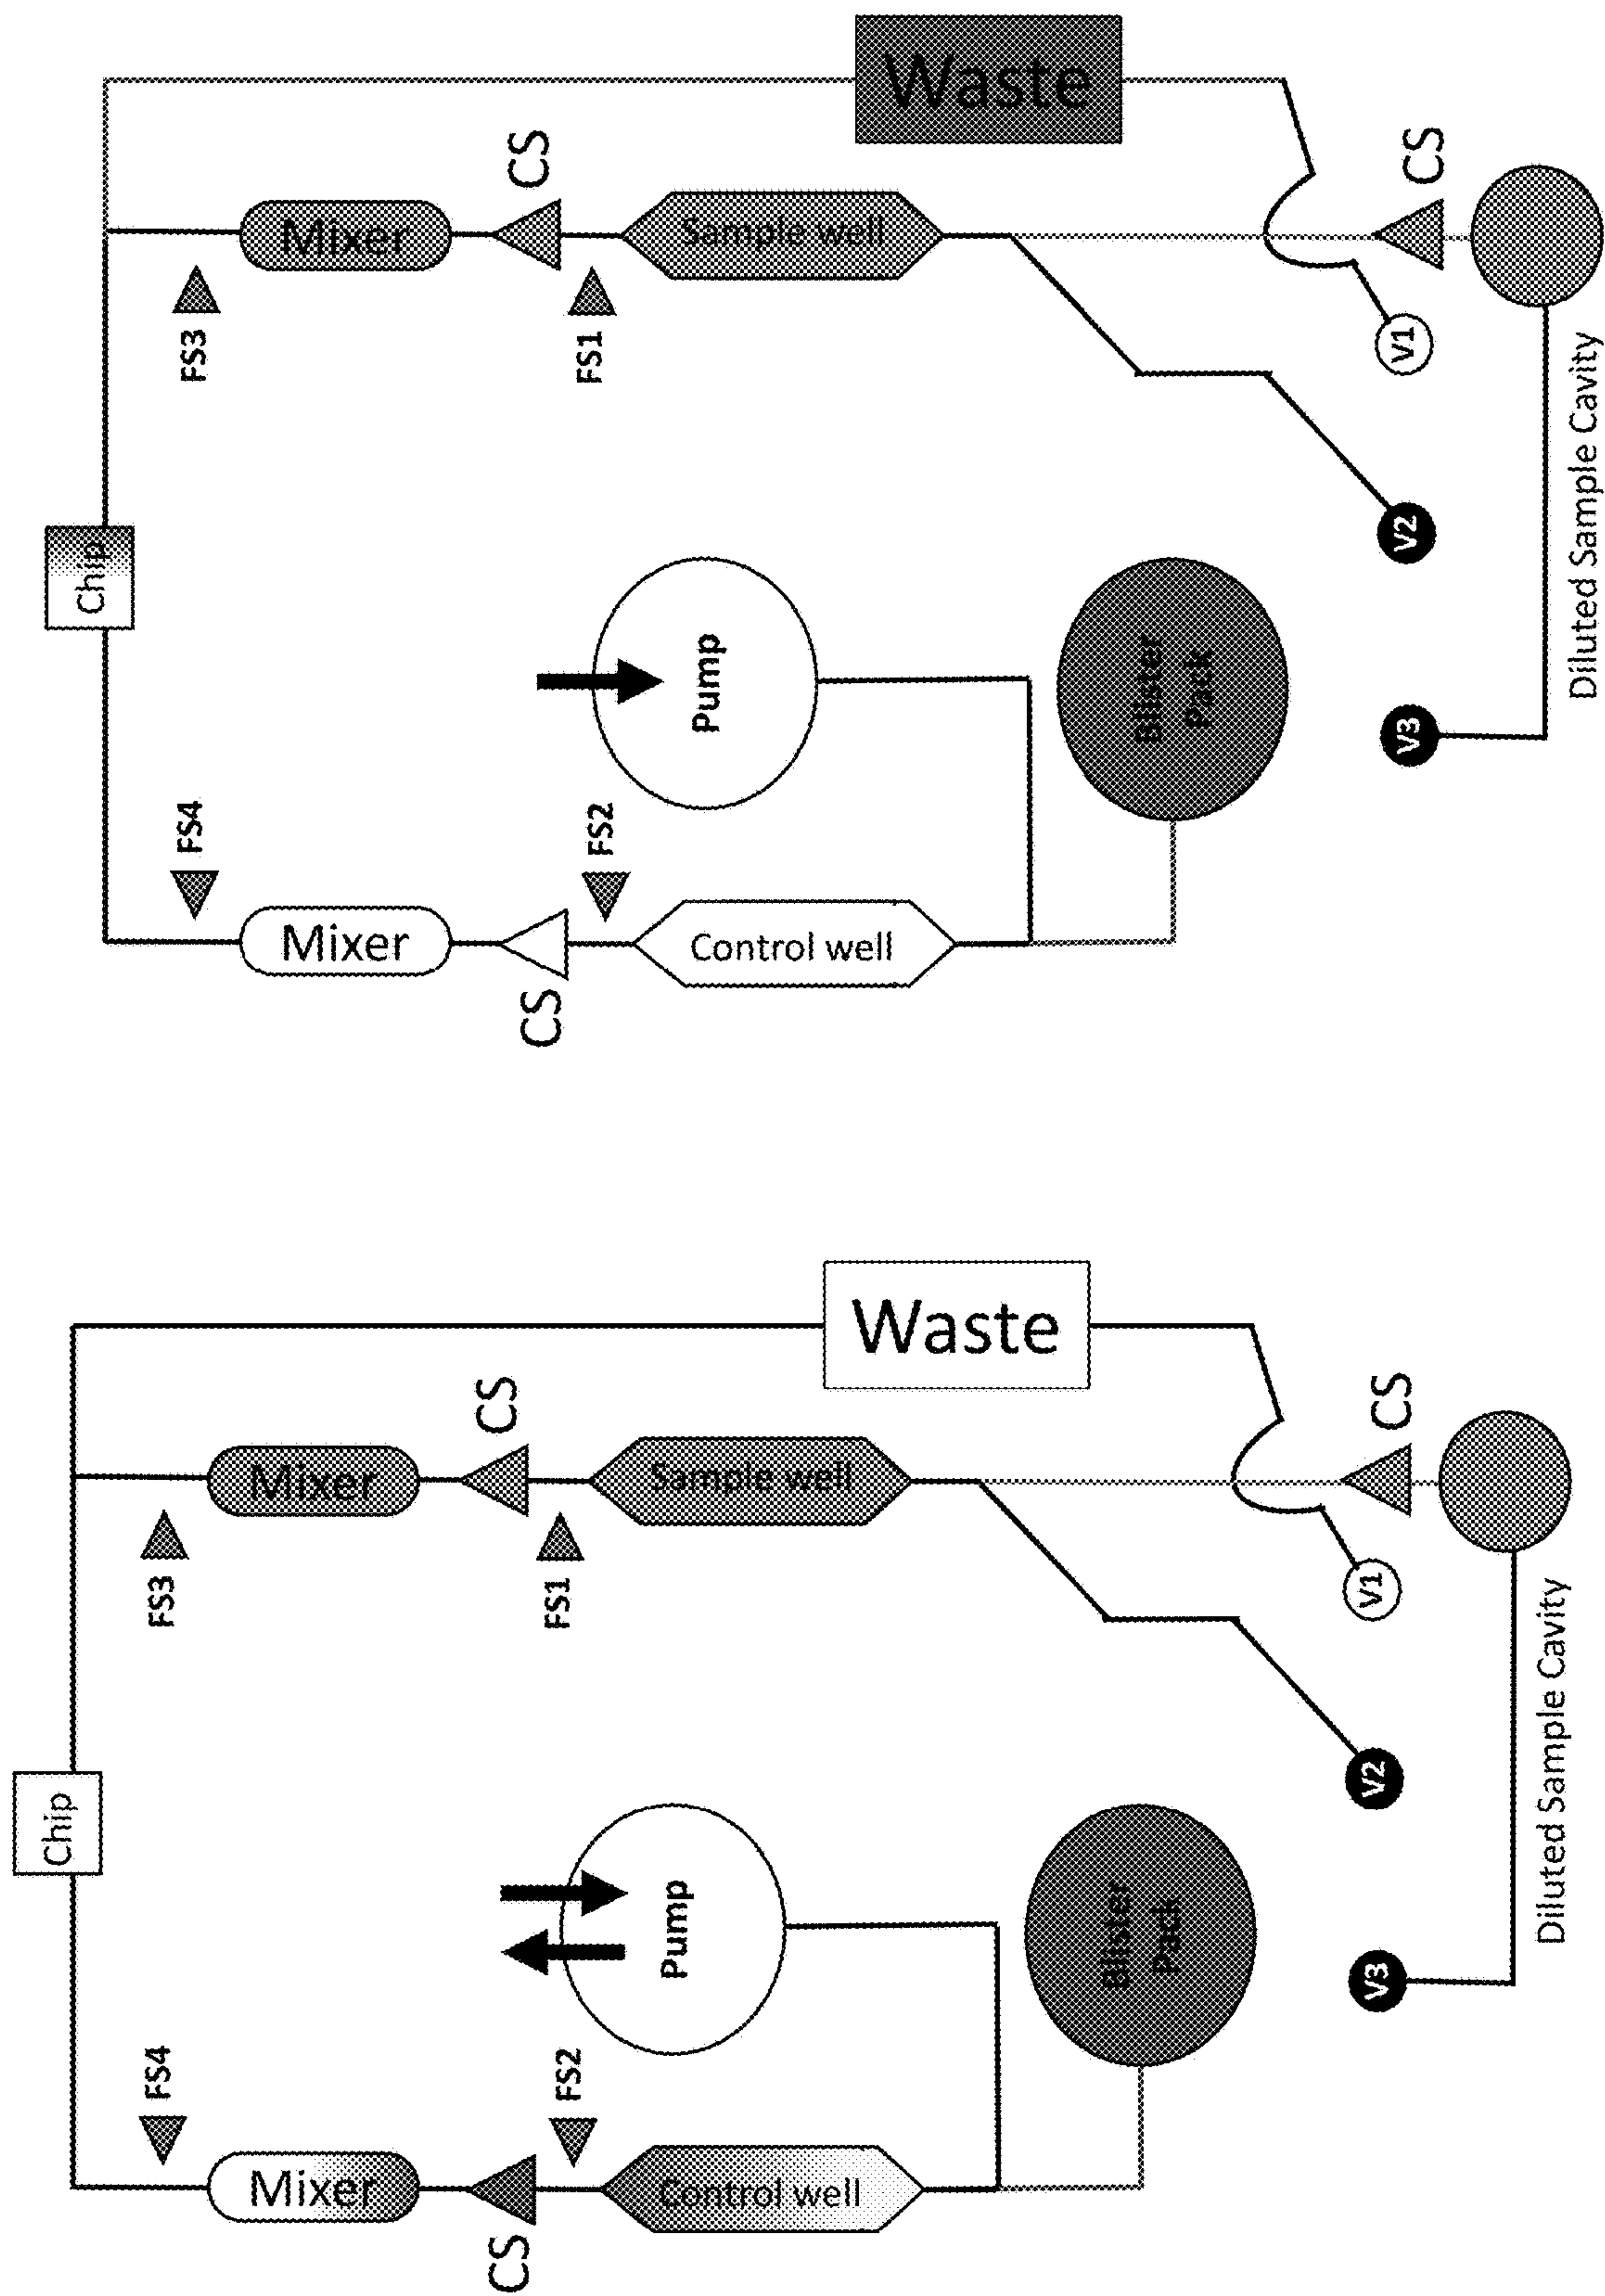 Waste
CS
CS
Mixer
Sample well
FS3
FS1
V1
Chip
V2
Pump
Blister
Pack
V3
Diluted Sample Cavity
FS4
FS2
Mixer
Control well
CS
Waste
CS
CS
Mixer
Sample well
FS3
FS1
V1
Chip
V2
Pump
Blister
Pack
V3
Diluted Sample Cavity
FS4
FS2
Mixer
Control well
CS